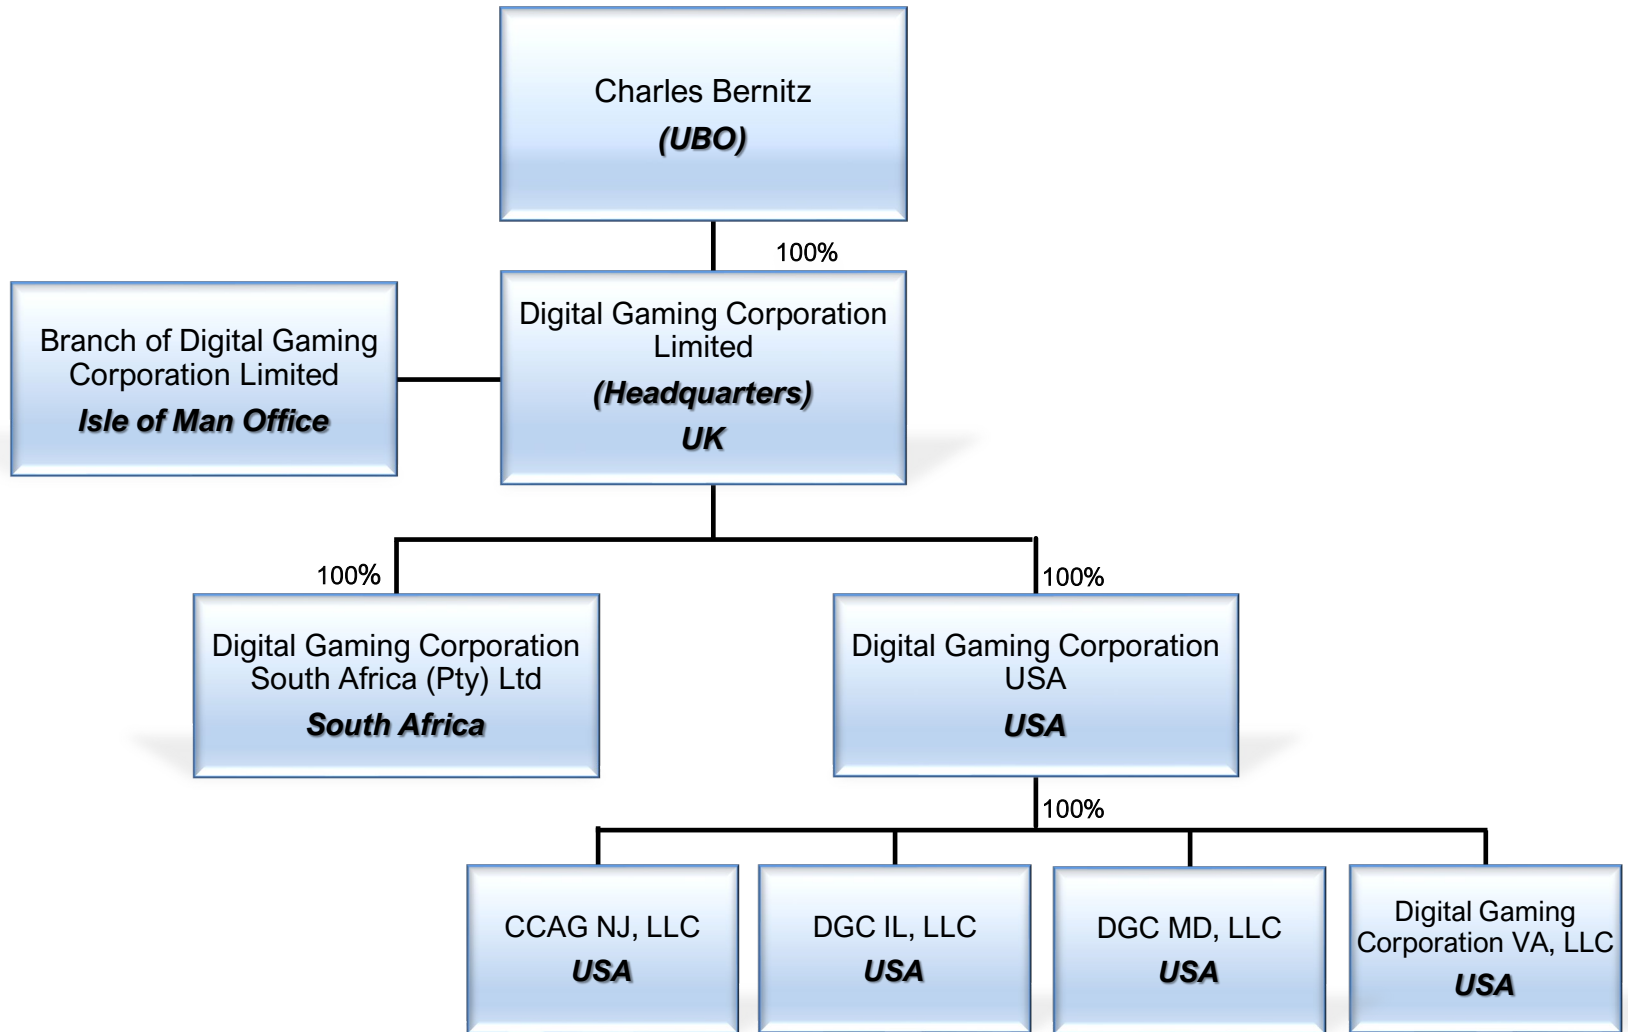 Charles Bernitz
(UBO)
100%
Branch of Digital Gaming
Corporation Limited
Isle of Man Office
Digital Gaming Corporation
Limited
(Headquarters)
UK
100%
100%
Digital Gaming Corporation
South Africa (Pty) Ltd
South Africa
Digital Gaming Corporation
USA
USA
100%
CCAG NJ, LLC
USA
DGC IL, LLC
USA
DGC MD, LLC
USA
Digital Gaming
Corporation VA, LLC
USA